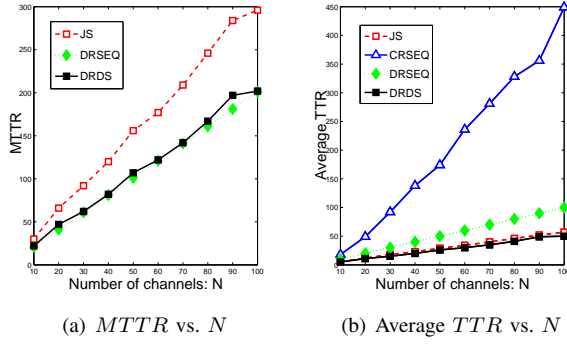 300
250
200
150
100
50
0
MTTR
JS
DRSEQ
DRDS
10 20 30 40 50 60 70 80 90 100
Number of channels: N
(a) MTTR vs. N
450
400
350
300
250
200
150
100
50
0
Average TTR
JS
CRSEQ
DRSEQ
DRDS
10 20 30 40 50 60 70 80 90 100
Number of channels: N
(b) Average TTR vs. N